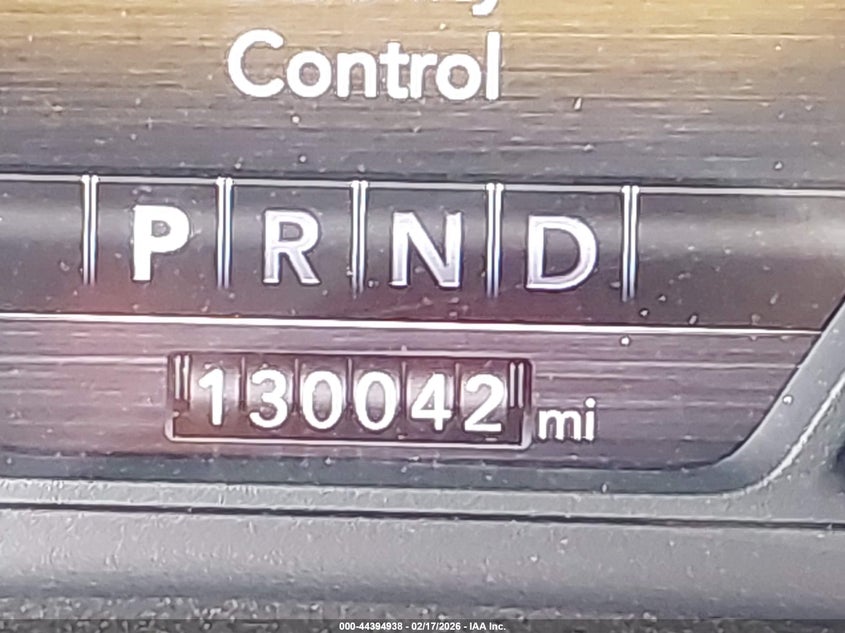 Control
P R N D
130042 mi
000-44394938 - 02/17/2026 - IAA Inc.